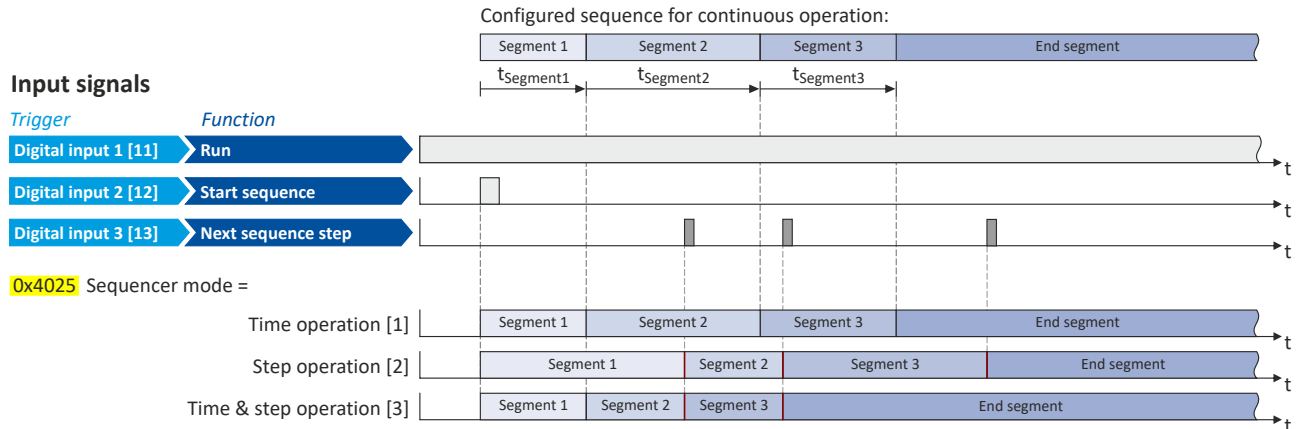 Configured sequence for continuous operation:
Segment 1 Segment 2 Segment 3 End segment
tSegment1 tSegment2 tSegment3
Input signals
Trigger Function
Digital input 1 [11] Run
t
Digital input 2 [12] Start sequence
t
Digital input 3 [13] Next sequence step
t
0x4025 Sequencer mode =
Time operation [1] Segment 1 Segment 2 Segment 3 End segment
t
Step operation [2] Segment 1 Segment 2 Segment 3 End segment
t
Time & step operation [3] Segment 1 Segment 2 Segment 3 End segment
t